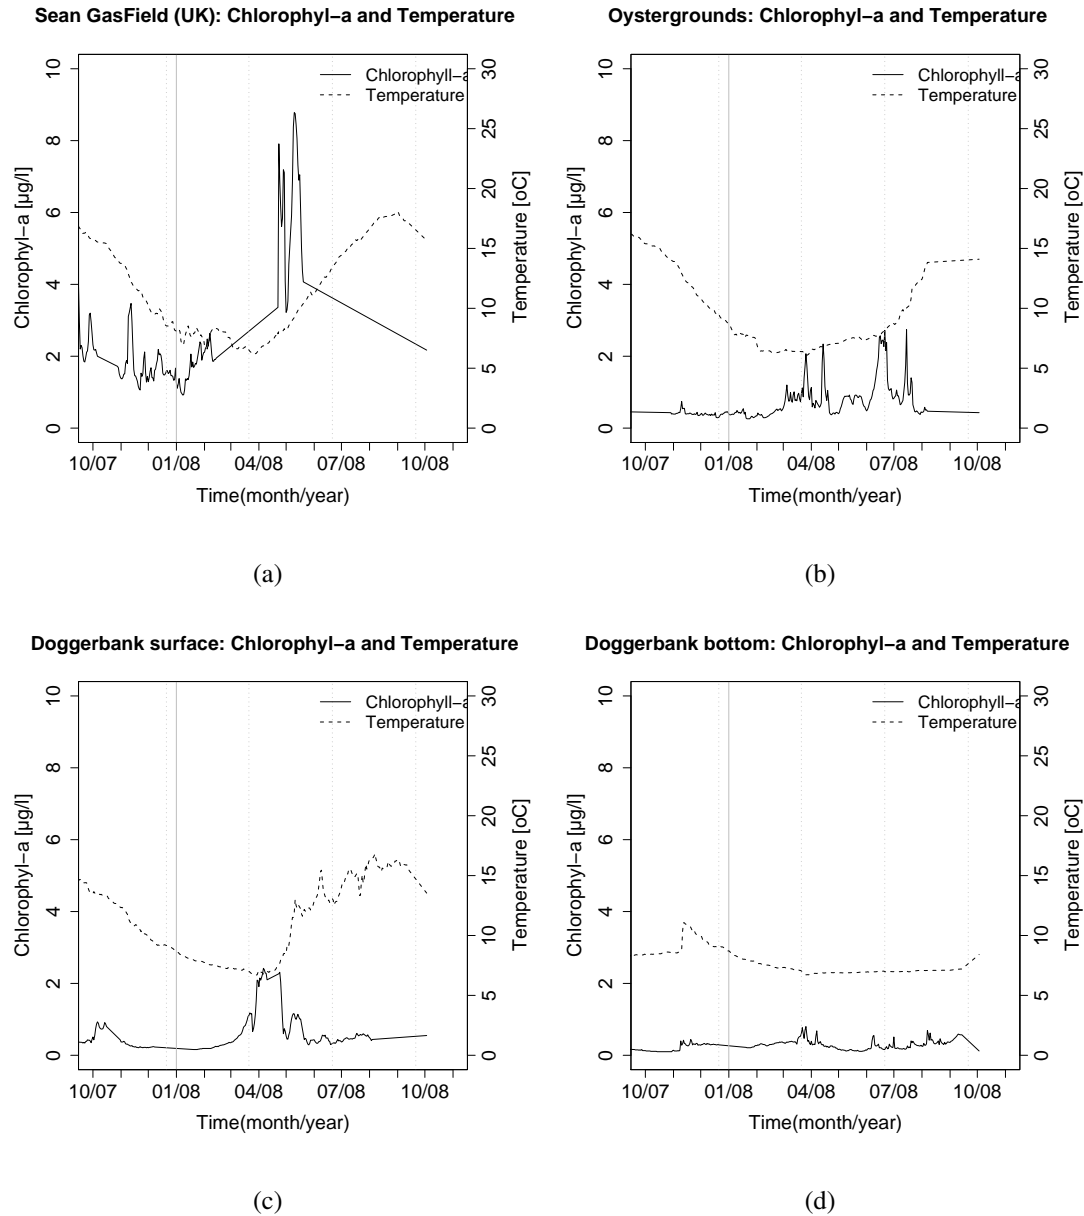 Sean GasField (UK): Chlorophyl−a and Temperature
Chlorophyll−a
Temperature
0 2 4 6 8 10
Chlorophyl−a [µg/l]
0 5 10 15 20 25 30
Temperature [oC]
10/07 01/08 04/08 07/08 10/08
Time(month/year)
(a)
Oystergrounds: Chlorophyl−a and Temperature
Chlorophyll−a
Temperature
0 2 4 6 8 10
Chlorophyl−a [µg/l]
0 5 10 15 20 25 30
Temperature [oC]
10/07 01/08 04/08 07/08 10/08
Time(month/year)
(b)
Doggerbank surface: Chlorophyl−a and Temperature
Chlorophyll−a
Temperature
0 2 4 6 8 10
Chlorophyl−a [µg/l]
0 5 10 15 20 25 30
Temperature [oC]
10/07 01/08 04/08 07/08 10/08
Time(month/year)
(c)
Doggerbank bottom: Chlorophyl−a and Temperature
Chlorophyll−a
Temperature
0 2 4 6 8 10
Chlorophyl−a [µg/l]
0 5 10 15 20 25 30
Temperature [oC]
10/07 01/08 04/08 07/08 10/08
Time(month/year)
(d)